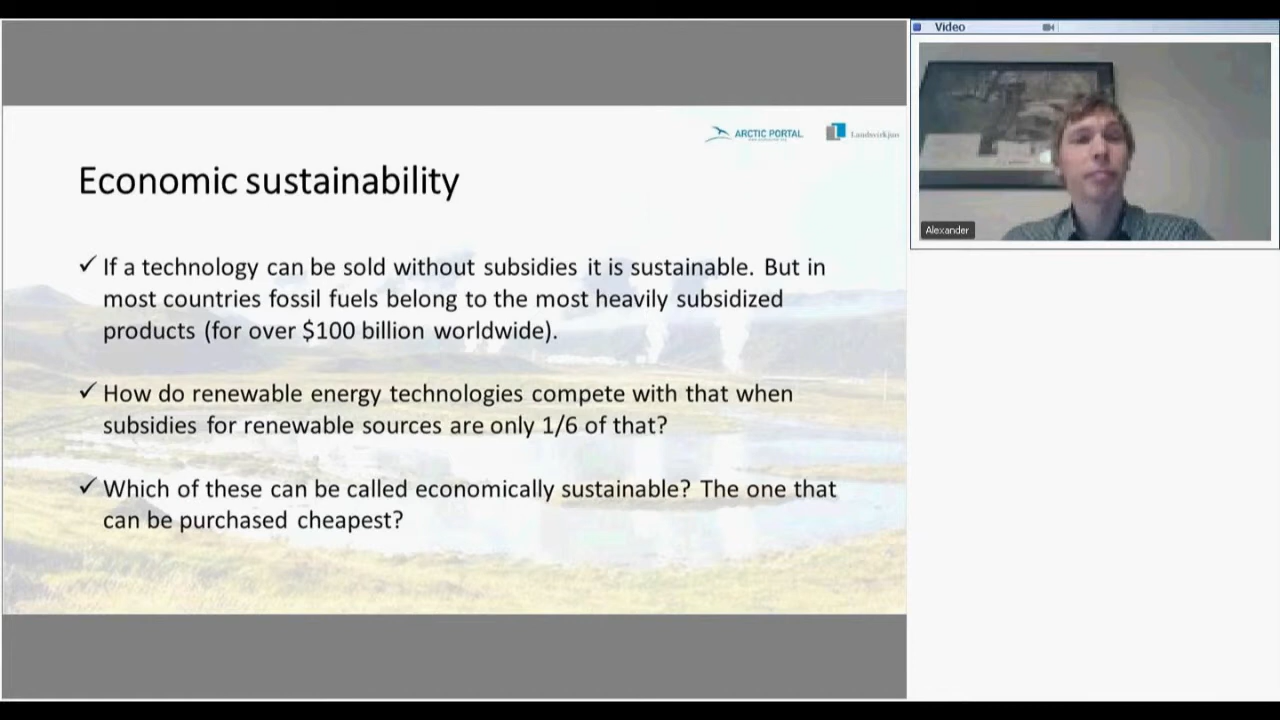 Video
Alexander
ARCTIC PORTAL
Landsvirkjun
Economic sustainability
✓ If a technology can be sold without subsidies it is sustainable. But in
most countries fossil fuels belong to the most heavily subsidized
products (for over $100 billion worldwide).
✓ How do renewable energy technologies compete with that when
subsidies for renewable sources are only 1/6 of that?
✓ Which of these can be called economically sustainable? The one that
can be purchased cheapest?